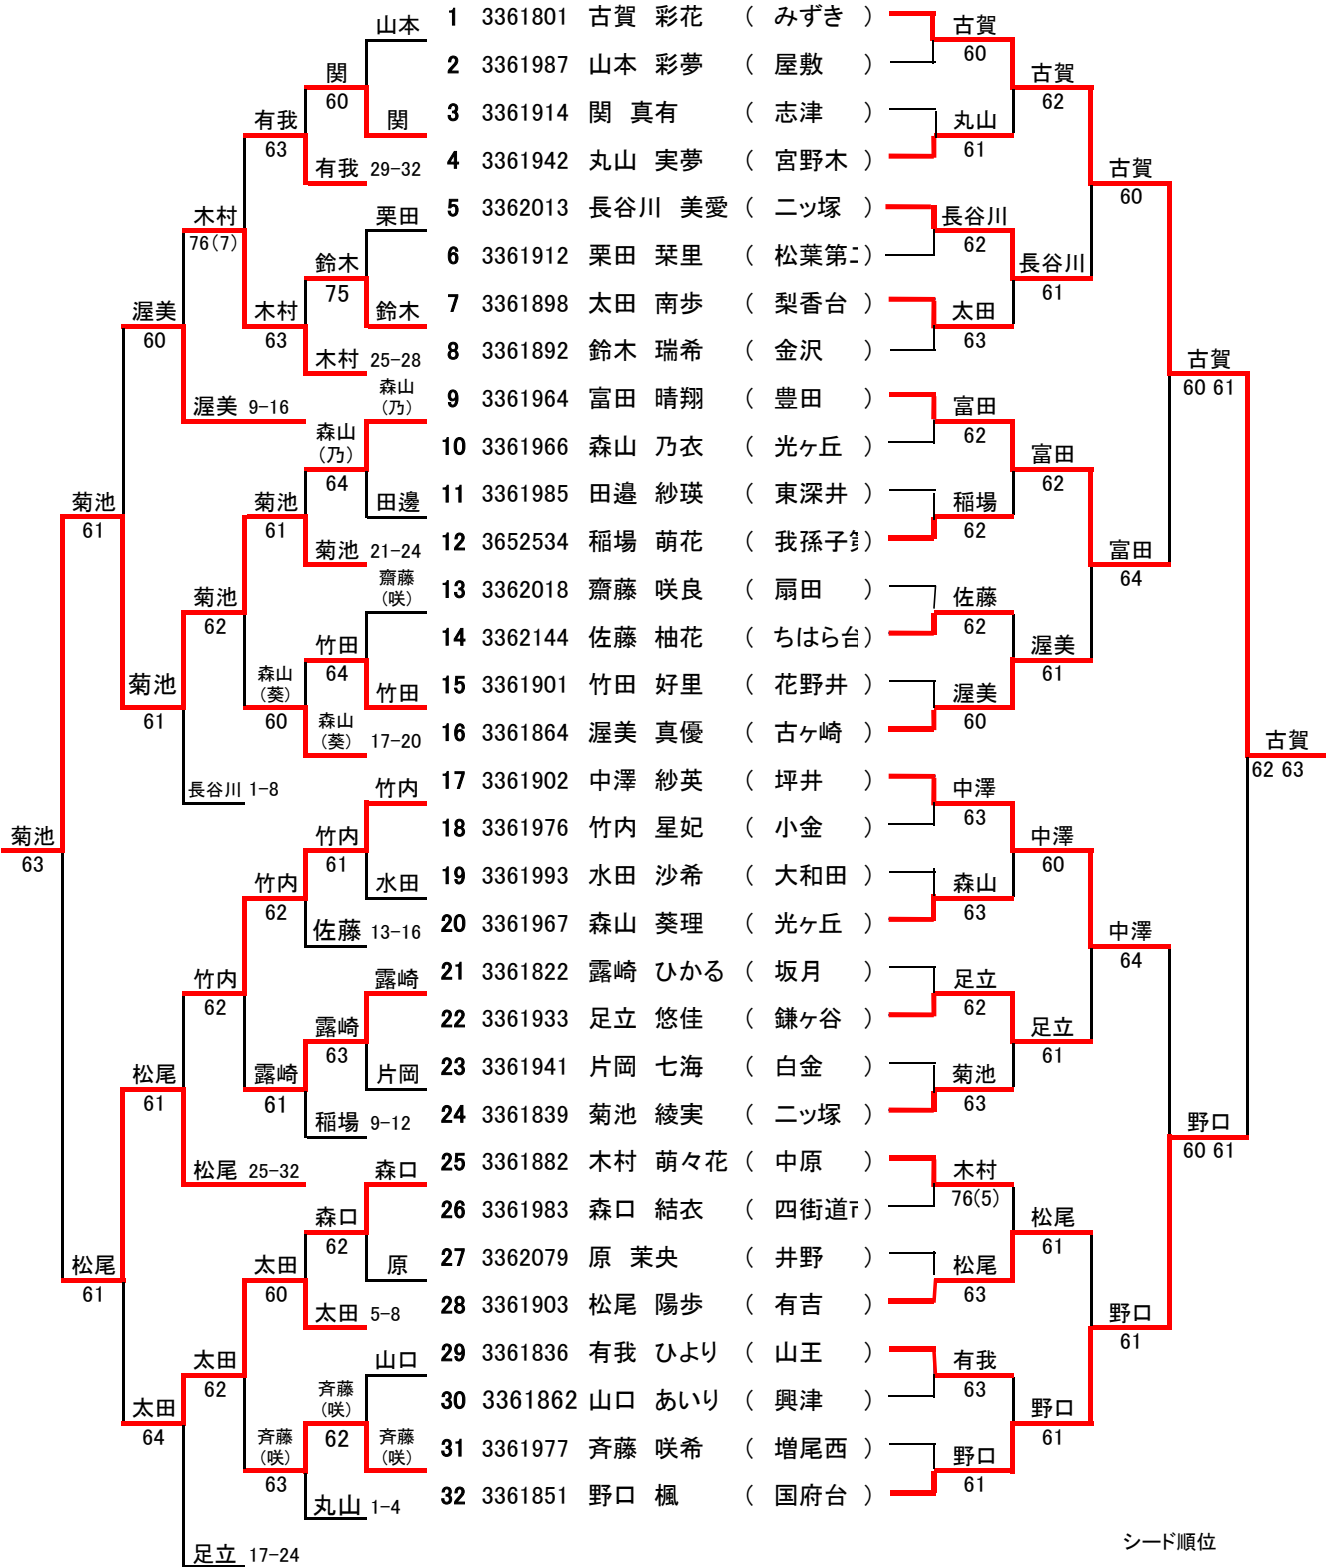 1 3361801 古賀 彩花 ( みずき )
2 3361987 山本 彩夢 ( 屋敷 )
3 3361914 関 真有 ( 志津 )
4 3361942 丸山 実夢 ( 宮野木 )
5 3362013 長谷川 美愛 ( 二ッ塚 )
6 3361912 栗田 栞里 ( 松葉第 )
7 3361898 太田 南歩 ( 梨香台 )
8 3361892 鈴木 瑞希 ( 金沢 )
9 3361964 富田 晴翔 ( 豊田 )
10 3361966 森山 乃衣 ( 光ヶ丘 )
11 3361985 田邉 紗瑛 ( 東深井 )
12 3652534 稲場 萌花 ( 我孫子 )
13 3362018 齋藤 咲良 ( 扇田 )
14 3362144 佐藤 柚花 ( ちはら台 )
15 3361901 竹田 好里 ( 花野井 )
16 3361864 渥美 真優 ( 古ヶ崎 )
17 3361902 中澤 紗英 ( 坪井 )
18 3361976 竹内 星妃 ( 小金 )
19 3361993 水田 沙希 ( 大和田 )
20 3361967 森山 葵理 ( 光ヶ丘 )
21 3361822 露崎 ひかる ( 坂月 )
22 3361933 足立 悠佳 ( 鎌ヶ谷 )
23 3361941 片岡 七海 ( 白金 )
24 3361839 菊池 綾実 ( 二ッ塚 )
25 3361882 木村 萌々花 ( 中原 )
26 3361983 森口 結衣 ( 四街道 )
27 3362079 原 茉央 ( 井野 )
28 3361903 松尾 陽歩 ( 有吉 )
29 3361836 有我 ひより ( 山王 )
30 3361862 山口 あいり ( 興津 )
31 3361977 斉藤 咲希 ( 増尾西 )
32 3361851 野口 楓 ( 国府台 )
古賀
60
丸山
61
長谷川
62
太田
63
富田
62
稲場
62
佐藤
62
渥美
60
中澤
63
森山
63
足立
62
菊池
63
木村
76(5)
松尾
63
有我
63
野口
61
古賀
62
長谷川
61
富田
62
渥美
61
中澤
60
足立
61
松尾
61
野口
61
古賀
60
富田
64
中澤
64
野口
61
古賀
60 61
野口
60 61
古賀
62 63
山本
関
栗田
鈴木
森山
(乃)
田邊
齋藤
(咲)
竹田
竹内
水田
露崎
片岡
森口
原
山口
斉藤
(咲)
関
60
有我 29-32
鈴木
75
木村 25-28
森山
(乃)
64
菊池 21-24
竹田
64
森山
(葵) 17-20
竹内
61
佐藤 13-16
露崎
63
稲場 9-12
森口
62
太田 5-8
斉藤
(咲)
62
丸山 1-4
有我
63
木村
63
菊池
61
森山
(葵)
60
竹内
62
露崎
61
太田
60
斉藤
(咲)
63
木村
76(7)
渥美 9-16
菊池
62
長谷川 1-8
竹内
62
松尾 25-32
太田
62
足立 17-24
渥美
60
菊池
61
松尾
61
太田
64
菊池
61
松尾
61
菊池
63
シード順位